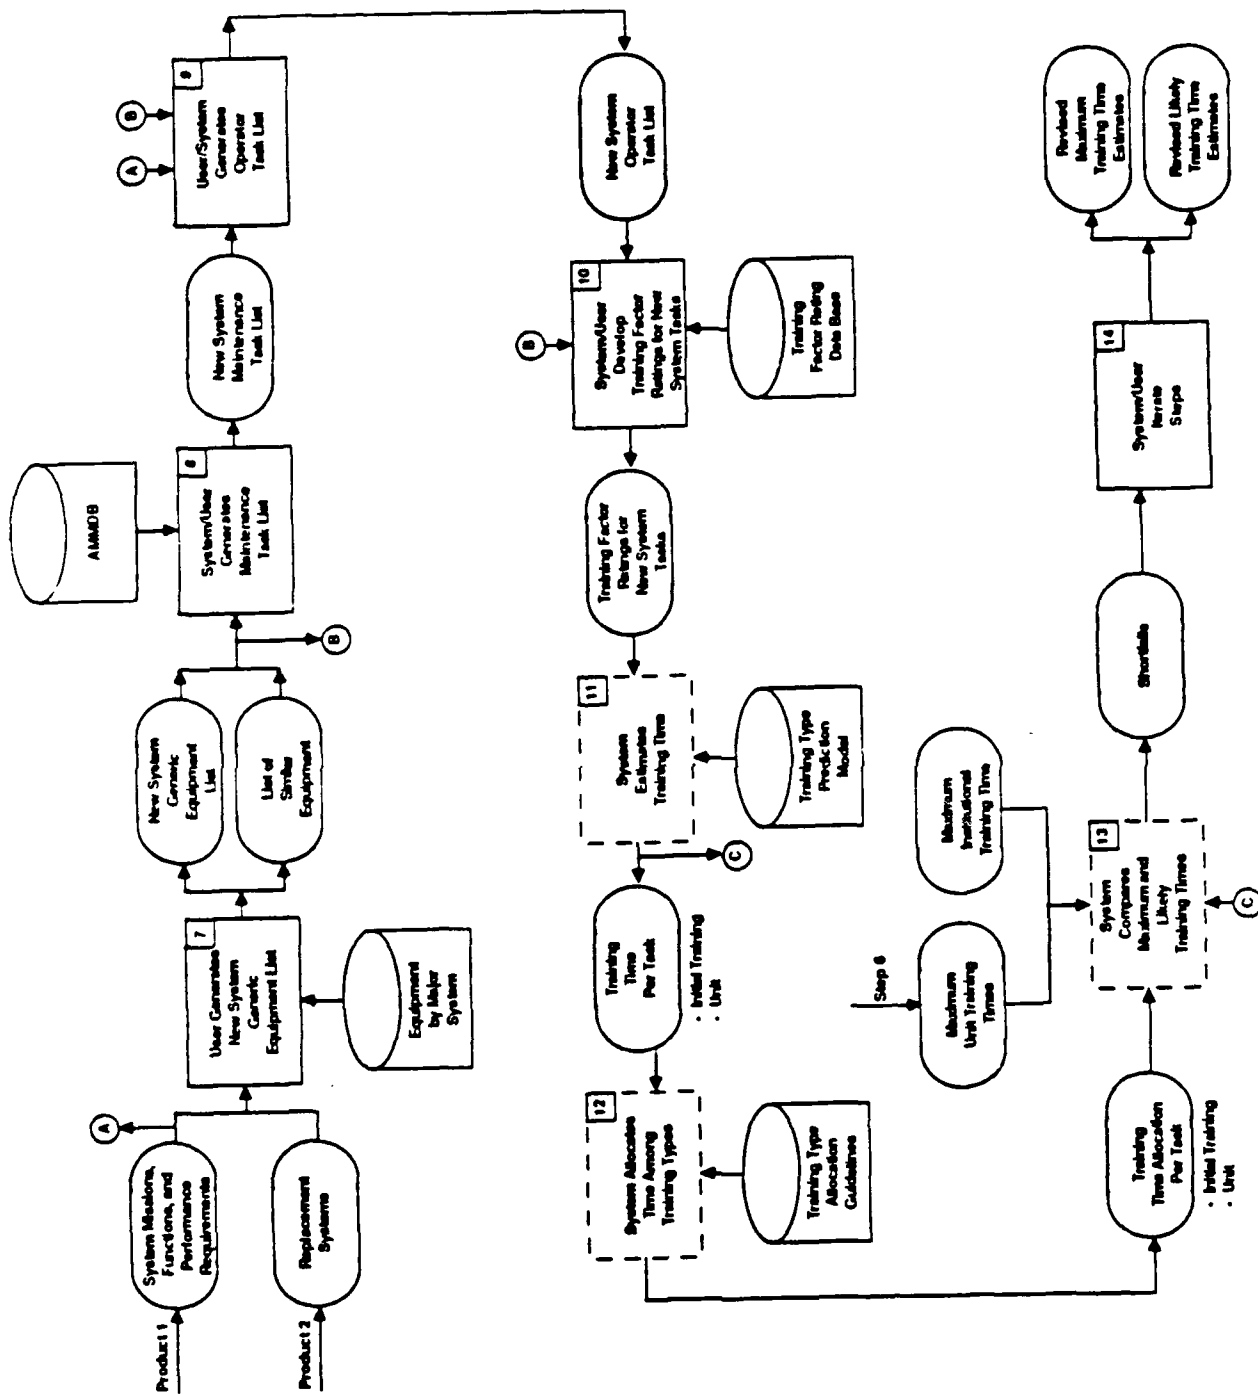 Product 1
System Missions,
Functions, and
Performance
Requirements
A
Product 2
Replacement
Systems
7
User Generates
New System
Generic
Equipment List
Equipment
by Major
System
New System
Generic
Equipment
List
List of
Similar
Equipment
B
AMMDB
8
System/User
Generates
Maintenance
Task List
New System
Maintenance
Task List
A
B
9
User/System
Generates
Operator
Task List
New System
Operator
Task List
B
10
System/User
Develop
Training Factor
Ratings for New
System Tasks
Training
Factor Rating
Data Base
Training Factor
Ratings for
New System
Tasks
11
System
Estimates
Training Time
Training Type
Prediction
Model
C
Training
Time
Per Task
· Initial Training
· Unit
12
System Allocates
Time Among
Training Types
Training Type
Allocation
Guidelines
Training
Time Allocation
Per Task
· Initial Training
· Unit
Step 6
Maximum
Unit Training
Times
Maximum
Institutional
Training Time
13
System
Compares
Maximum and
Likely
Training Times
C
Shortfalls
14
System/User
Iterate
Steps
Revised
Maximum
Training Time
Estimates
Revised Likely
Training Time
Estimates